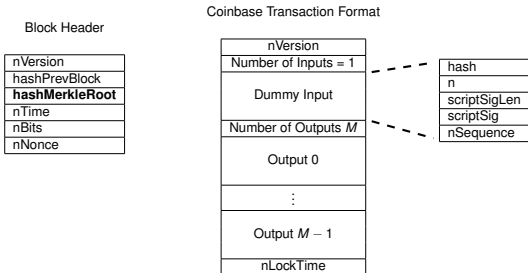 Block Header
nVersion
hashPrevBlock
hashMerkleRoot
nTime
nBits
nNonce
Coinbase Transaction Format
nVersion
Number of Inputs = 1
Dummy Input
Number of Outputs M
Output 0
⋮
Output M − 1
nLockTime
hash
n
scriptSigLen
scriptSig
nSequence